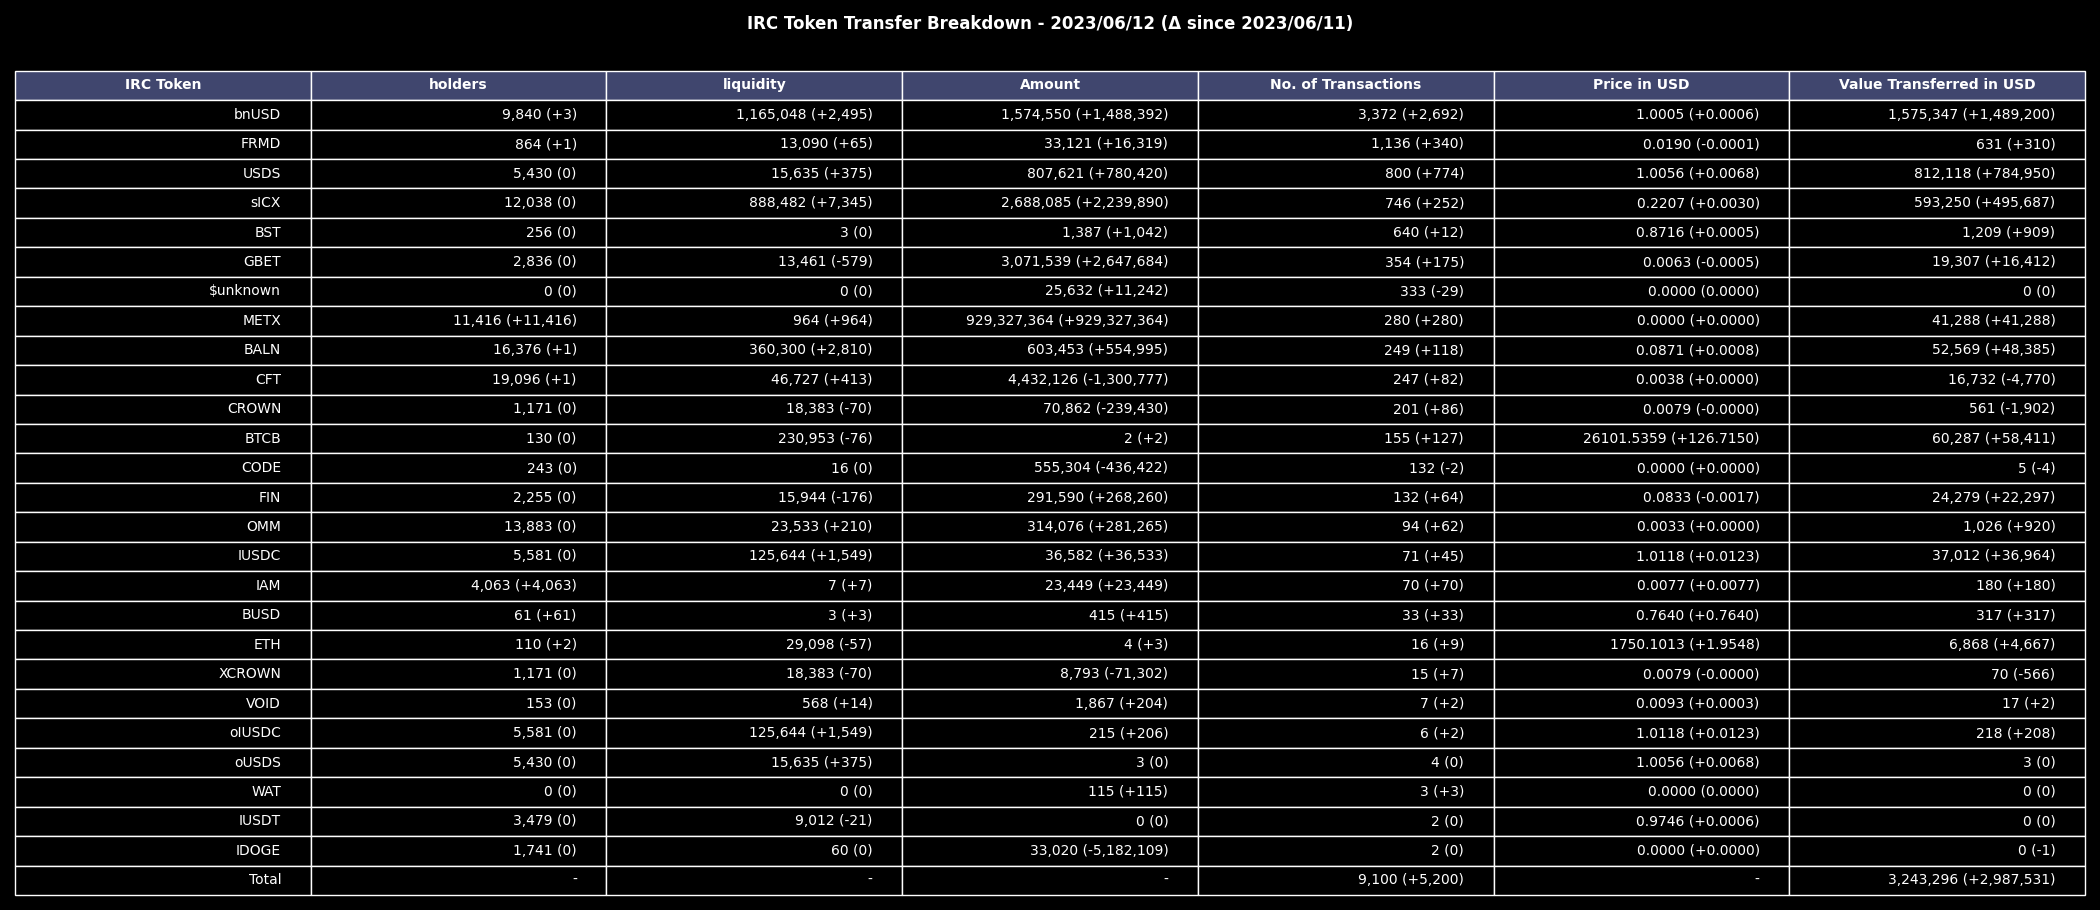 IRC Token Transfer Breakdown - 2023/06/12 (Δ since 2023/06/11)
IRC Token holders liquidity Amount No. of Transactions Price in USD Value Transferred in USD
bnUSD 9,840 (+3) 1,165,048 (+2,495) 1,574,550 (+1,488,392) 3,372 (+2,692) 1.0005 (+0.0006) 1,575,347 (+1,489,200)
FRMD 864 (+1) 13,090 (+65) 33,121 (+16,319) 1,136 (+340) 0.0190 (-0.0001) 631 (+310)
USDS 5,430 (0) 15,635 (+375) 807,621 (+780,420) 800 (+774) 1.0056 (+0.0068) 812,118 (+784,950)
sICX 12,038 (0) 888,482 (+7,345) 2,688,085 (+2,239,890) 746 (+252) 0.2207 (+0.0030) 593,250 (+495,687)
BST 256 (0) 3 (0) 1,387 (+1,042) 640 (+12) 0.8716 (+0.0005) 1,209 (+909)
GBET 2,836 (0) 13,461 (-579) 3,071,539 (+2,647,684) 354 (+175) 0.0063 (-0.0005) 19,307 (+16,412)
$unknown 0 (0) 0 (0) 25,632 (+11,242) 333 (-29) 0.0000 (0.0000) 0 (0)
METX 11,416 (+11,416) 964 (+964) 929,327,364 (+929,327,364) 280 (+280) 0.0000 (+0.0000) 41,288 (+41,288)
BALN 16,376 (+1) 360,300 (+2,810) 603,453 (+554,995) 249 (+118) 0.0871 (+0.0008) 52,569 (+48,385)
CFT 19,096 (+1) 46,727 (+413) 4,432,126 (-1,300,777) 247 (+82) 0.0038 (+0.0000) 16,732 (-4,770)
CROWN 1,171 (0) 18,383 (-70) 70,862 (-239,430) 201 (+86) 0.0079 (-0.0000) 561 (-1,902)
BTCB 130 (0) 230,953 (-76) 2 (+2) 155 (+127) 26101.5359 (+126.7150) 60,287 (+58,411)
CODE 243 (0) 16 (0) 555,304 (-436,422) 132 (-2) 0.0000 (+0.0000) 5 (-4)
FIN 2,255 (0) 15,944 (-176) 291,590 (+268,260) 132 (+64) 0.0833 (-0.0017) 24,279 (+22,297)
OMM 13,883 (0) 23,533 (+210) 314,076 (+281,265) 94 (+62) 0.0033 (+0.0000) 1,026 (+920)
IUSDC 5,581 (0) 125,644 (+1,549) 36,582 (+36,533) 71 (+45) 1.0118 (+0.0123) 37,012 (+36,964)
IAM 4,063 (+4,063) 7 (+7) 23,449 (+23,449) 70 (+70) 0.0077 (+0.0077) 180 (+180)
BUSD 61 (+61) 3 (+3) 415 (+415) 33 (+33) 0.7640 (+0.7640) 317 (+317)
ETH 110 (+2) 29,098 (-57) 4 (+3) 16 (+9) 1750.1013 (+1.9548) 6,868 (+4,667)
XCROWN 1,171 (0) 18,383 (-70) 8,793 (-71,302) 15 (+7) 0.0079 (-0.0000) 70 (-566)
VOID 153 (0) 568 (+14) 1,867 (+204) 7 (+2) 0.0093 (+0.0003) 17 (+2)
oIUSDC 5,581 (0) 125,644 (+1,549) 215 (+206) 6 (+2) 1.0118 (+0.0123) 218 (+208)
oUSDS 5,430 (0) 15,635 (+375) 3 (0) 4 (0) 1.0056 (+0.0068) 3 (0)
WAT 0 (0) 0 (0) 115 (+115) 3 (+3) 0.0000 (0.0000) 0 (0)
IUSDT 3,479 (0) 9,012 (-21) 0 (0) 2 (0) 0.9746 (+0.0006) 0 (0)
IDOGE 1,741 (0) 60 (0) 33,020 (-5,182,109) 2 (0) 0.0000 (+0.0000) 0 (-1)
Total - - - 9,100 (+5,200) - 3,243,296 (+2,987,531)